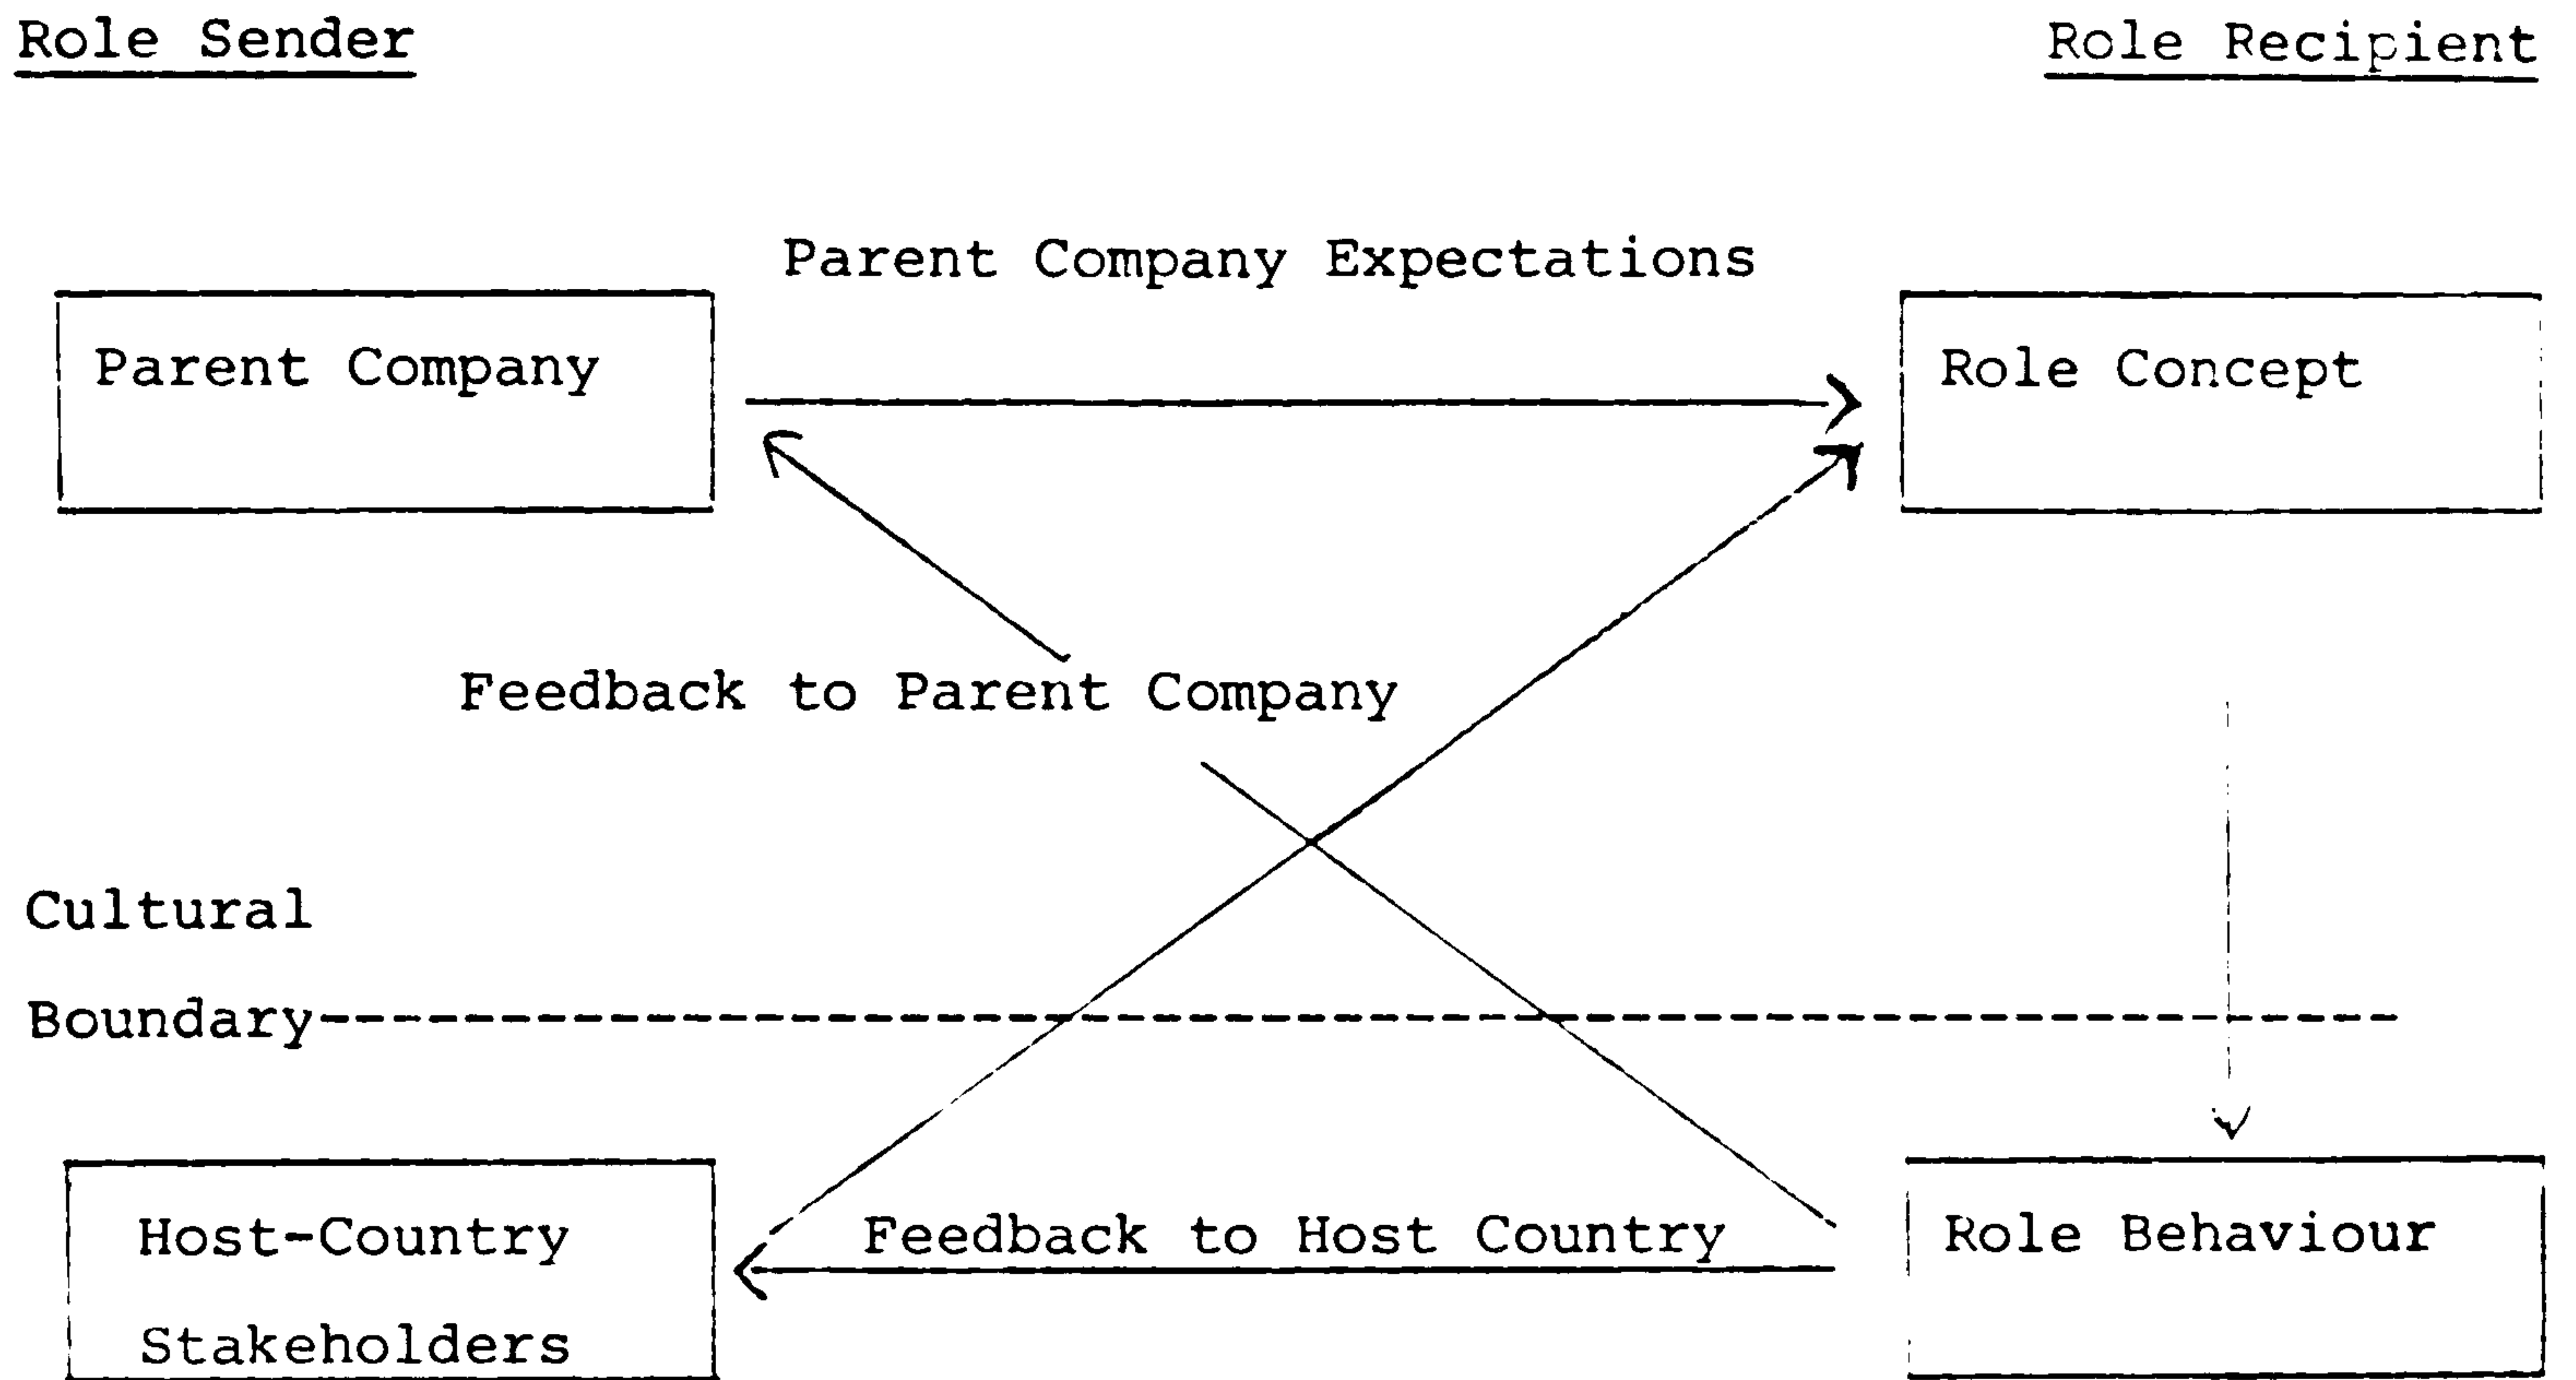 Role Sender
Role Recipient
Parent Company Expectations
Parent Company
Role Concept
Feedback to Parent Company
Cultural
Boundary
Host-Country
Stakeholders
Feedback to Host Country
Role Behaviour